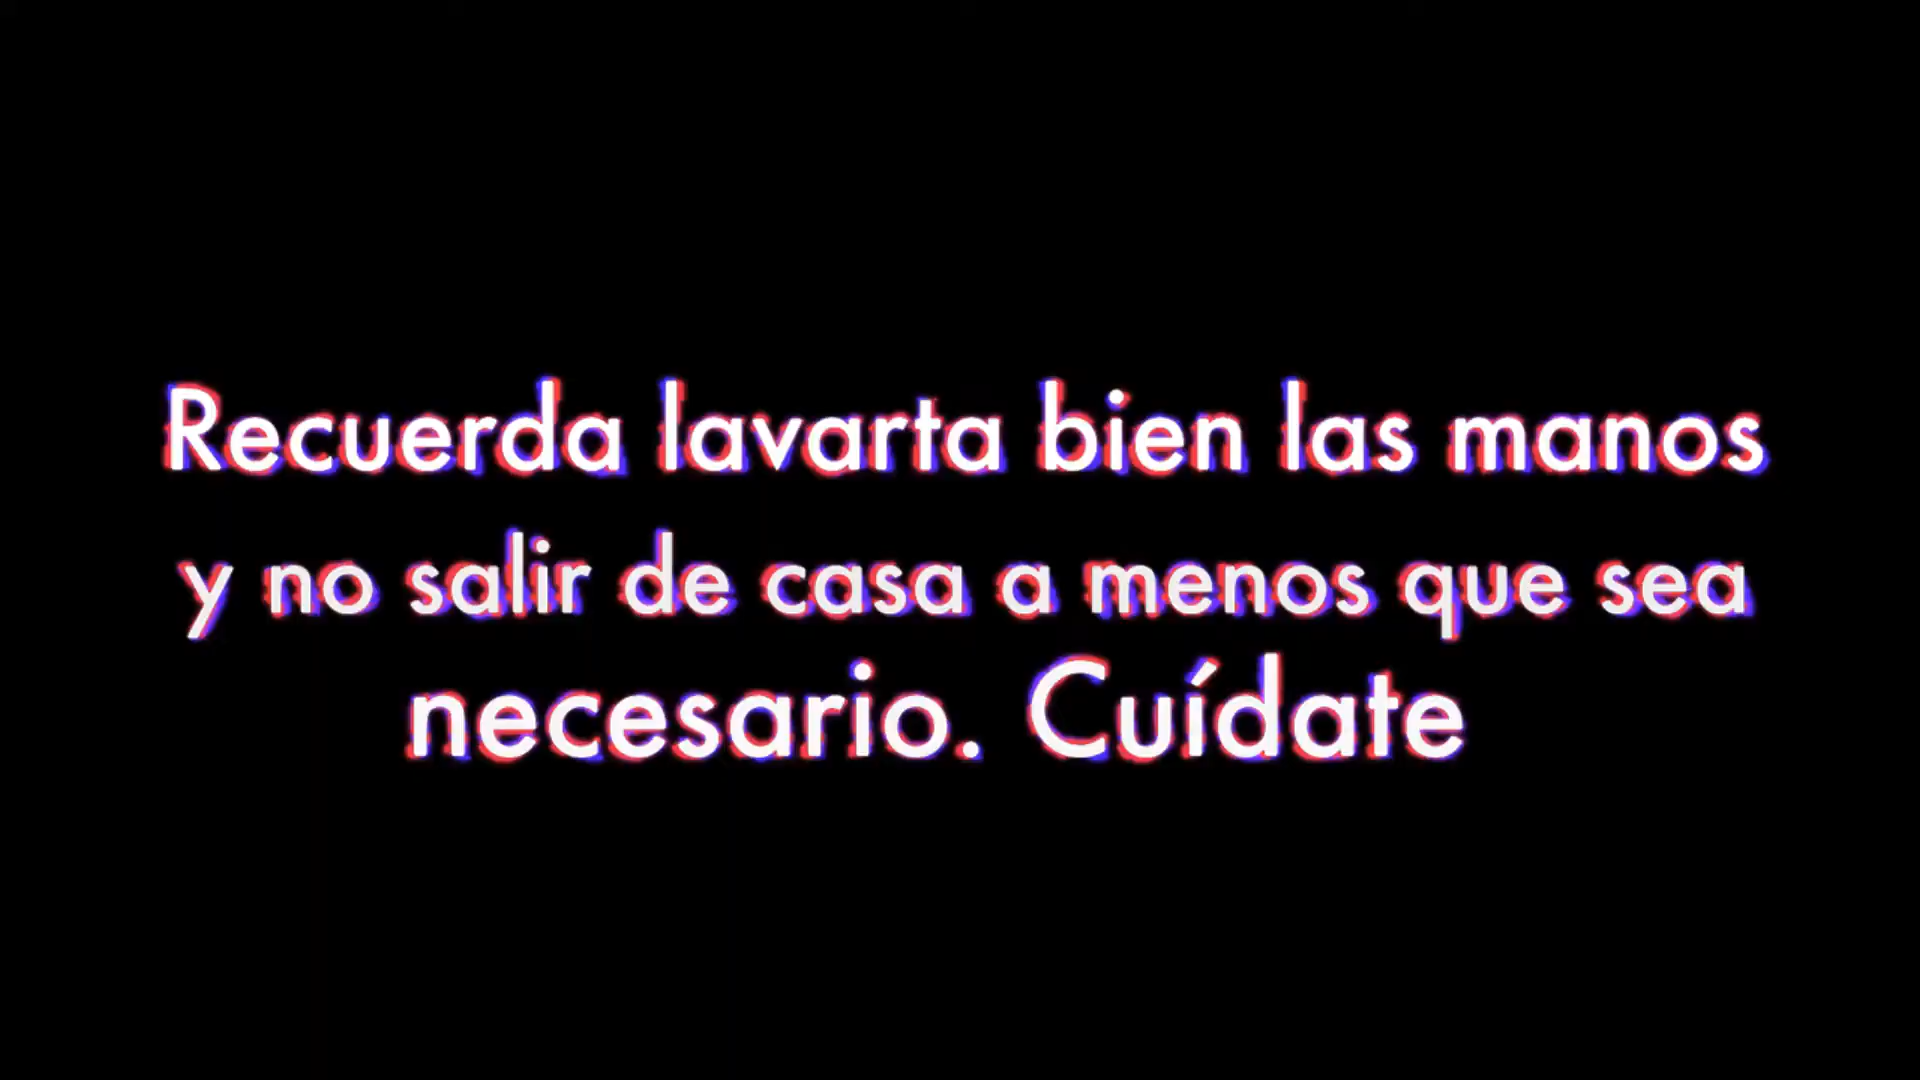 Recuerda lavarta bien las manos
y no salir de casa a menos que sea
necesario. Cuídate